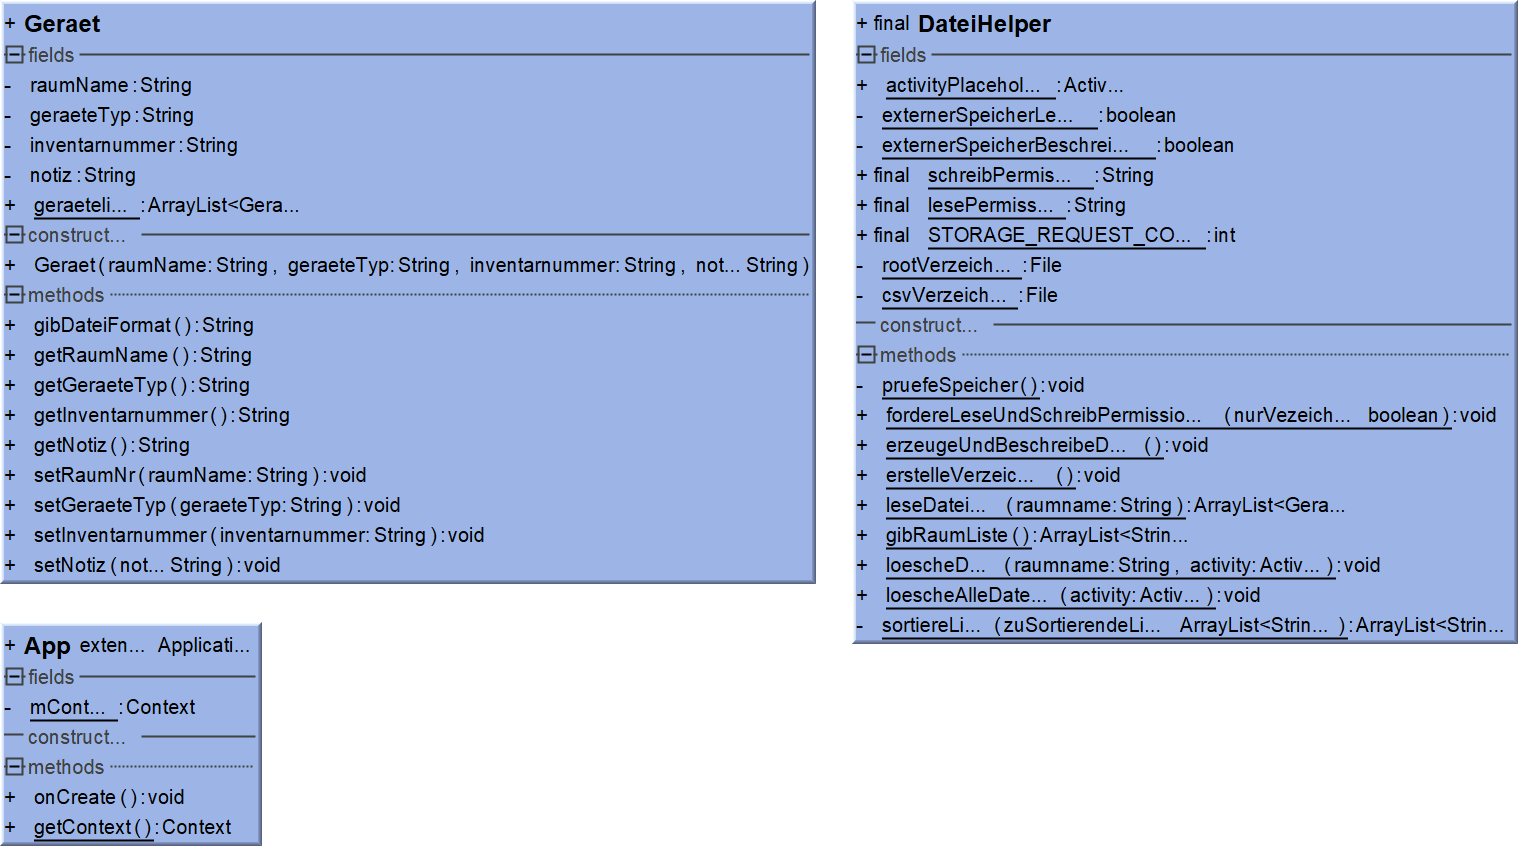 + Geraet
fields
- raumName : String
- geraeteTyp : String
- inventarnummer : String
- notiz : String
+ geraeteli... : ArrayList<Gera...
construct...
+ Geraet ( raumName: String , geraeteTyp: String , inventarnummer: String , not... String )
methods
+ gibDateiFormat ( ) : String
+ getRaumName ( ) : String
+ getGeraeteTyp ( ) : String
+ getInventarnummer ( ) : String
+ getNotiz ( ) : String
+ setRaumNr ( raumName: String ) : void
+ setGeraeteTyp ( geraeteTyp: String ) : void
+ setInventarnummer ( inventarnummer: String ) : void
+ setNotiz ( not... String ) : void
+ App exten... Applicati...
fields
- mCont... : Context
construct...
methods
+ onCreate ( ) : void
+ getContext ( ) : Context
+ final DateiHelper
fields
+ activityPlacehol... : Activ...
- externerSpeicherLe... : boolean
- externerSpeicherBeschrei... : boolean
+ final schreibPermis... : String
+ final lesePermiss... : String
+ final STORAGE_REQUEST_CO... : int
- rootVerzeich... : File
- csvVerzeich... : File
construct...
methods
- pruefeSpeicher ( ) : void
+ fordereLeseUndSchreibPermissio... ( nurVezeich... boolean ) : void
+ erzeugeUndBeschreibeD... ( ) : void
+ erstelleVerzeic... ( ) : void
+ leseDatei... ( raumname: String ) : ArrayList<Gera...
+ gibRaumListe ( ) : ArrayList<Strin...
+ loescheD... ( raumname: String , activity: Activ... ) : void
+ loescheAlleDate... ( activity: Activ... ) : void
- sortiereLi... ( zuSortierendeLi... ArrayList<Strin... ) : ArrayList<Strin...